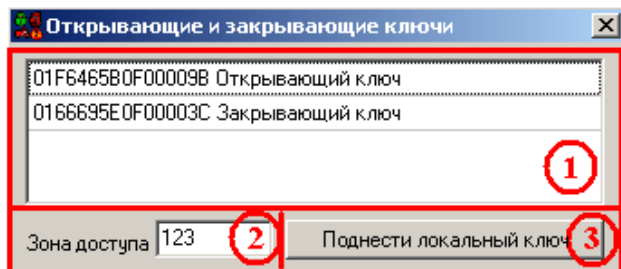 Открывающие и закрывающие ключи
01F6465B0F00009B Открывающий ключ
0166695E0F00003C Закрывающий ключ
1
Зона доступа 123 2 Поднести локальный ключ 3